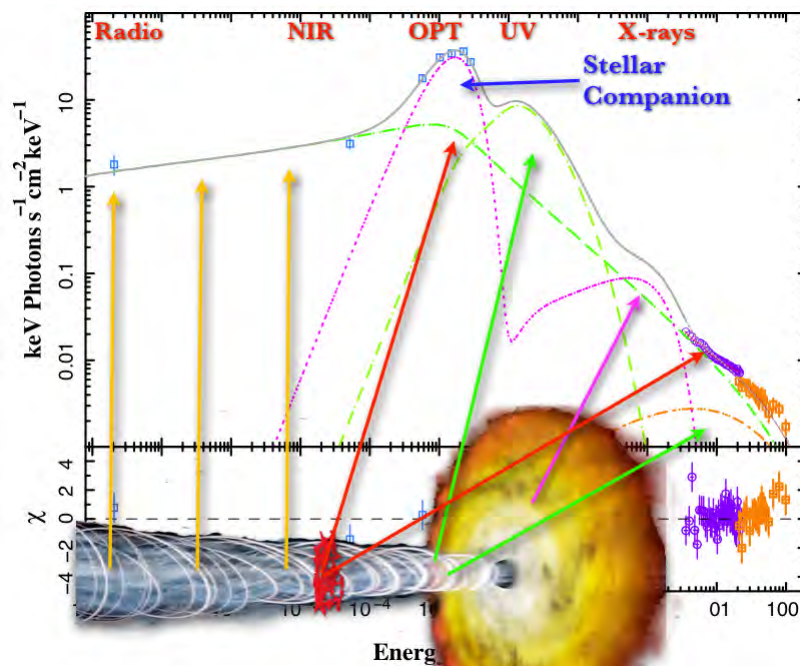 Radio NIR OPT UV X-rays
Stellar
Companion
keV Photons s⁻¹ cm⁻² keV⁻¹
10
1
0.1
0.01
χ
4
2
0
−2
−4
10⁻⁴
01
100
Energ